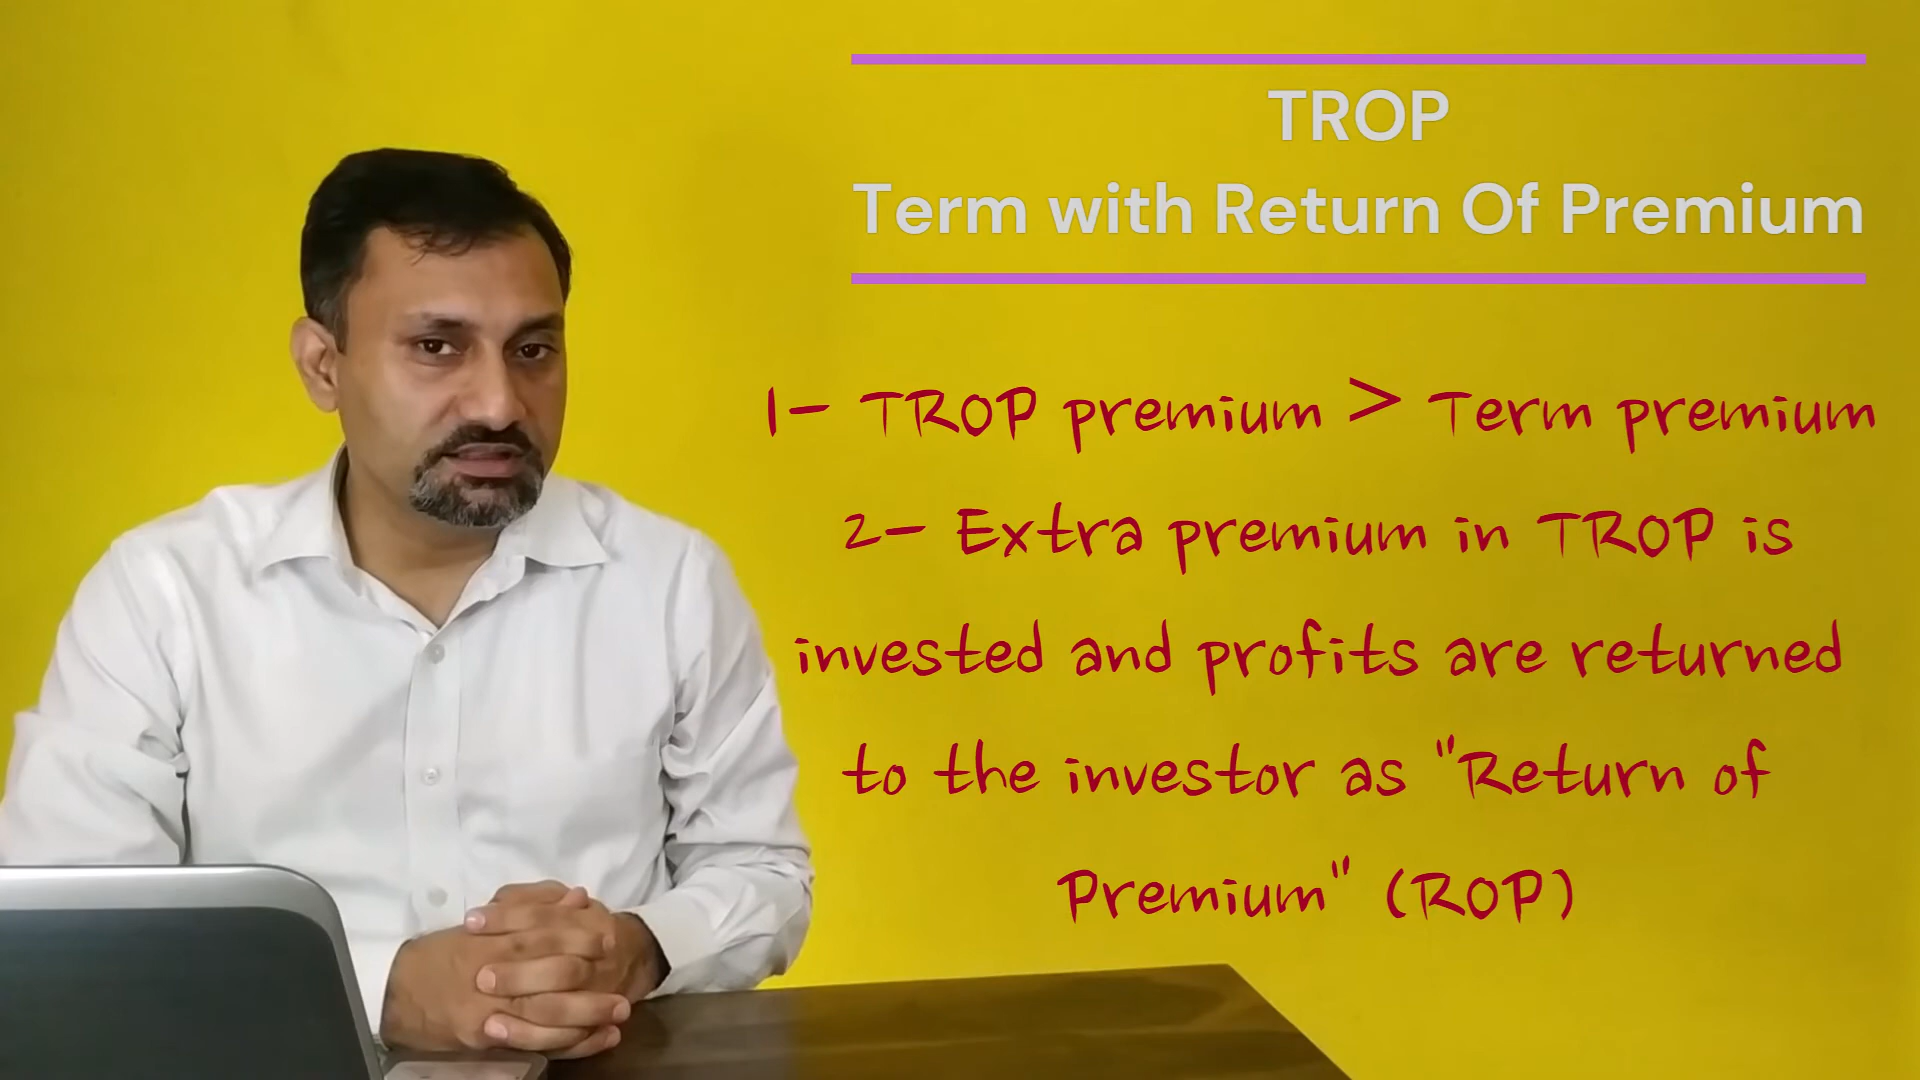 TROP
Term with Return Of Premium
1- TROP premium > Term premium
2- Extra premium in TROP is
invested and profits are returned
to the investor as "Return of
Premium" (ROP)